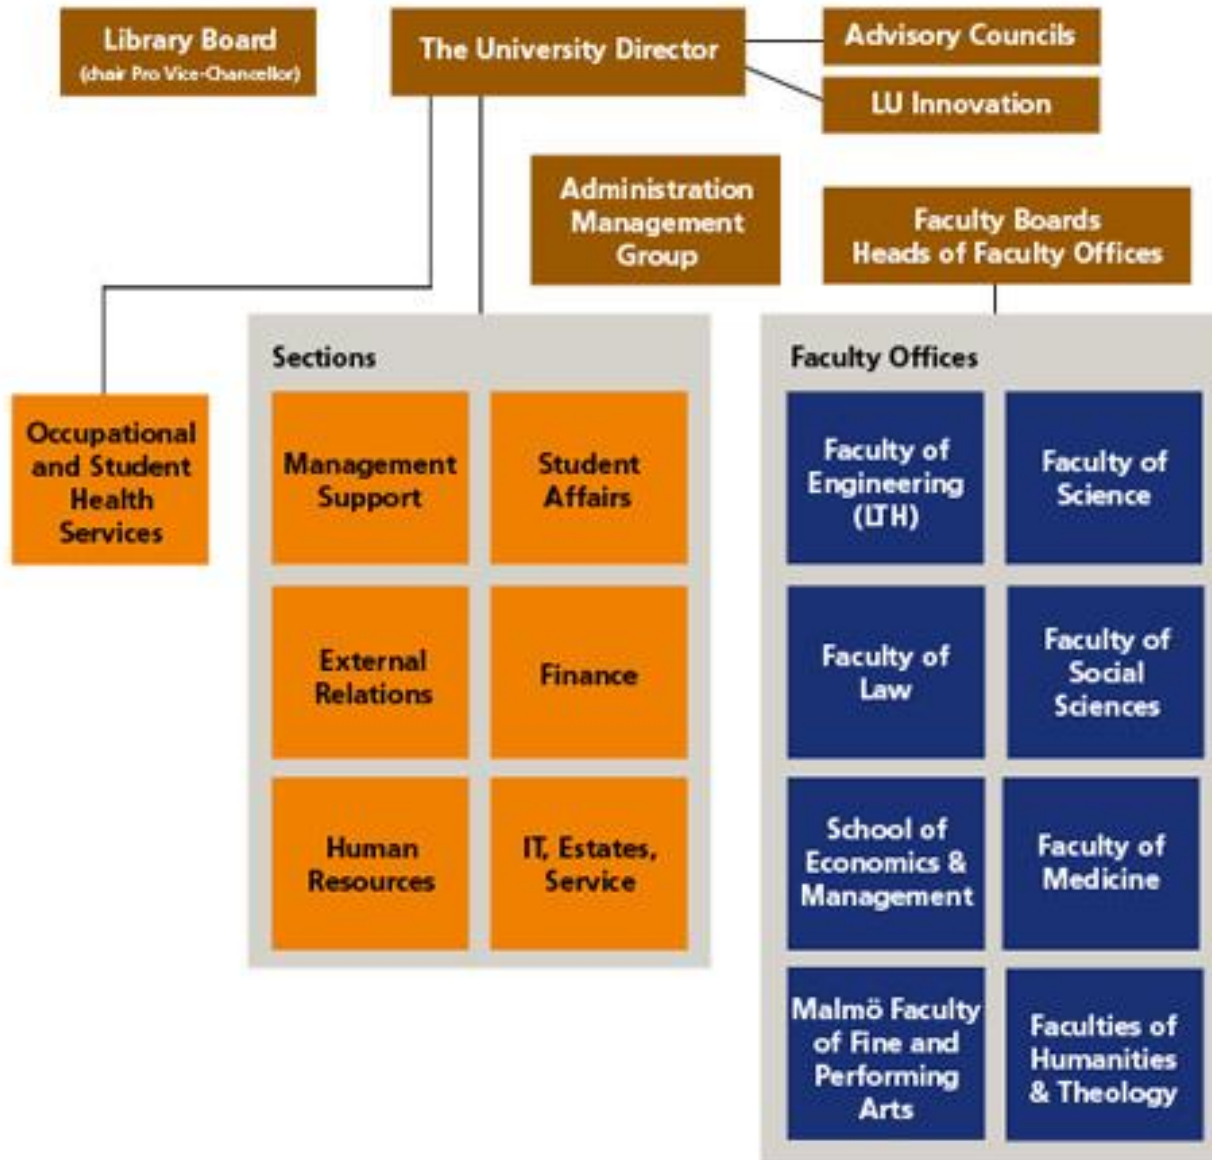 Library Board
(chair Pro Vice-Chancellor)
The University Director
Advisory Councils
LU Innovation
Administration
Management
Group
Faculty Boards
Heads of Faculty Offices
Occupational
and Student
Health
Services
Sections
Management
Support
Student
Affairs
External
Relations
Finance
Human
Resources
IT, Estates,
Service
Faculty Offices
Faculty of
Engineering
(LTH)
Faculty of
Science
Faculty of
Law
Faculty of
Social
Sciences
School of
Economics &
Management
Faculty of
Medicine
Malmö Faculty
of Fine and
Performing
Arts
Faculties of
Humanities
& Theology